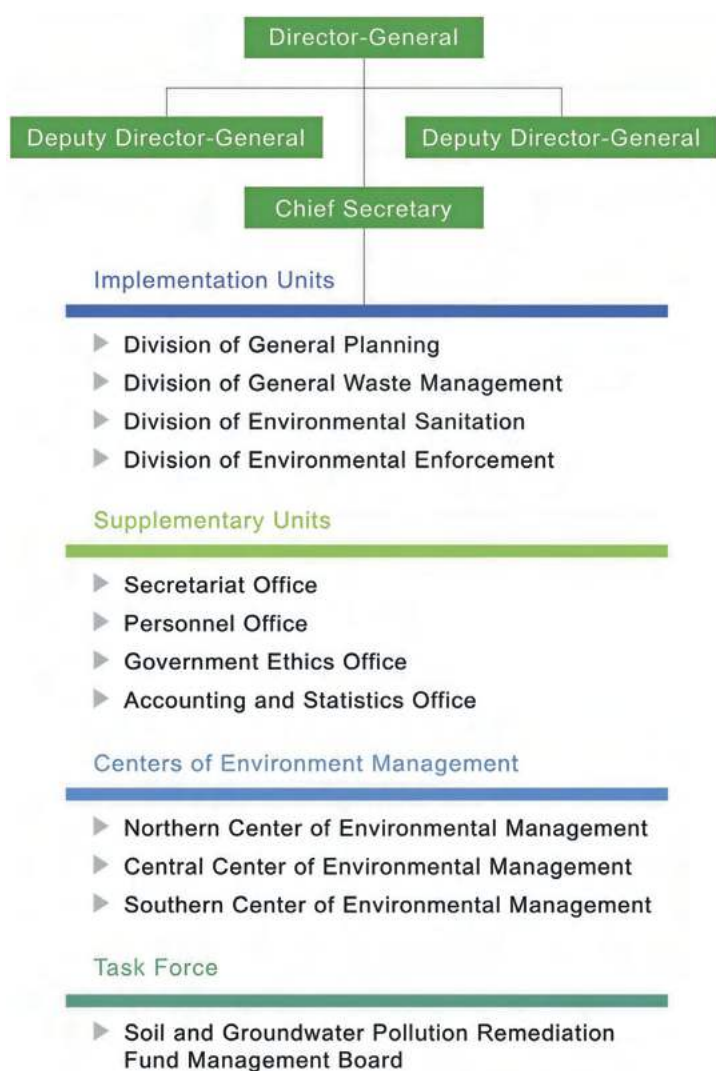 Director-General
Deputy Director-General
Deputy Director-General
Chief Secretary
Implementation Units
Division of General Planning
Division of General Waste Management
Division of Environmental Sanitation
Division of Environmental Enforcement
Supplementary Units
Secretariat Office
Personnel Office
Government Ethics Office
Accounting and Statistics Office
Centers of Environment Management
Northern Center of Environmental Management
Central Center of Environmental Management
Southern Center of Environmental Management
Task Force
Soil and Groundwater Pollution Remediation
Fund Management Board